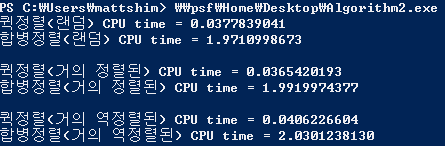 PS C:₩Users₩mattshim> ₩₩psf₩Home₩Desktop₩Algorithm2.exe
퀵정렬(랜덤) CPU time = 0.0377839041
합병정렬(랜덤) CPU time = 1.9710998673
퀵정렬(거의 정렬된) CPU time = 0.0365420193
합병정렬(거의 정렬된) CPU time = 1.9919974377
퀵정렬(거의 역정렬된) CPU time = 0.0406226604
합병정렬(거의 역정렬된) CPU time = 2.0301238130